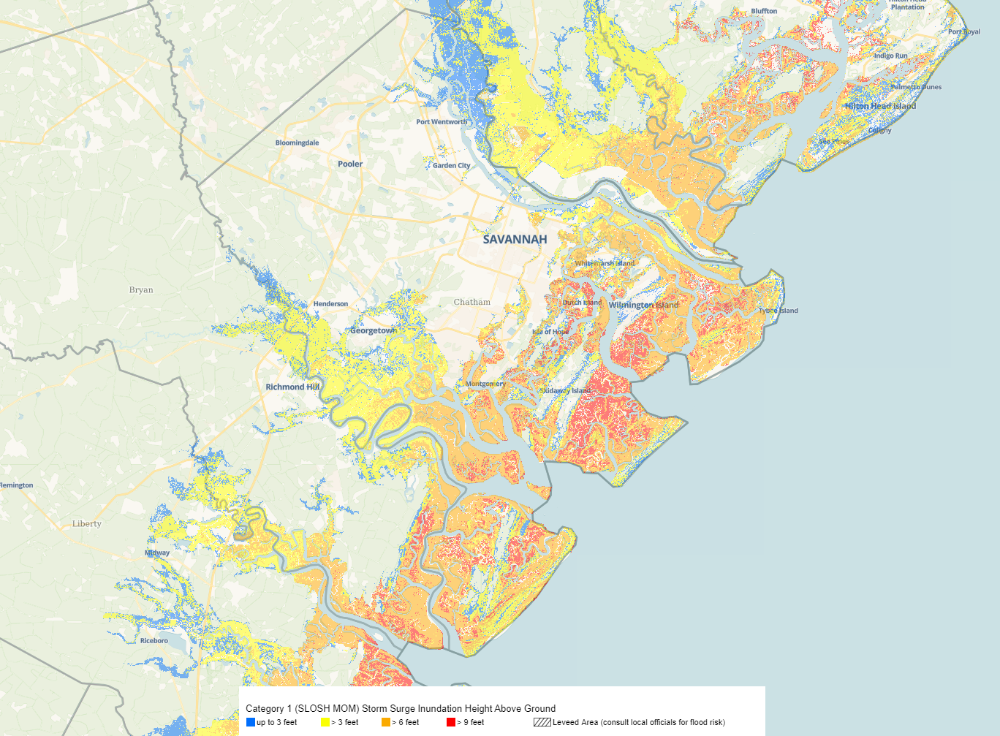 Hilton Head
Plantation
Bluffton
Port Royal
Indigo Run
Palmetto Dunes
Hilton Head Island
Port Wentworth
Coligny
Bloomingdale
Sea Pines
Pooler
Garden City
SAVANNAH
Whitemarsh Island
Bryan
Henderson
Chatham
Dutch Island
Wilmington Island
Tybee Island
Georgetown
Isle of Hope
Richmond Hill
Montgomery
Skidaway Island
Flemington
Liberty
Midway
Riceboro
Category 1 (SLOSH MOM) Storm Surge Inundation Height Above Ground
up to 3 feet > 3 feet > 6 feet > 9 feet Leveed Area (consult local officials for flood risk)